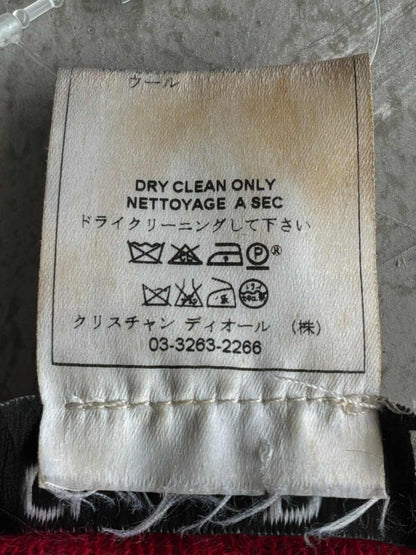 ウール
DRY CLEAN ONLY
NETTOYAGE A SEC
ドライクリーニングして下さい
P ®
クリスチャン ディオール (株)
03-3263-2266